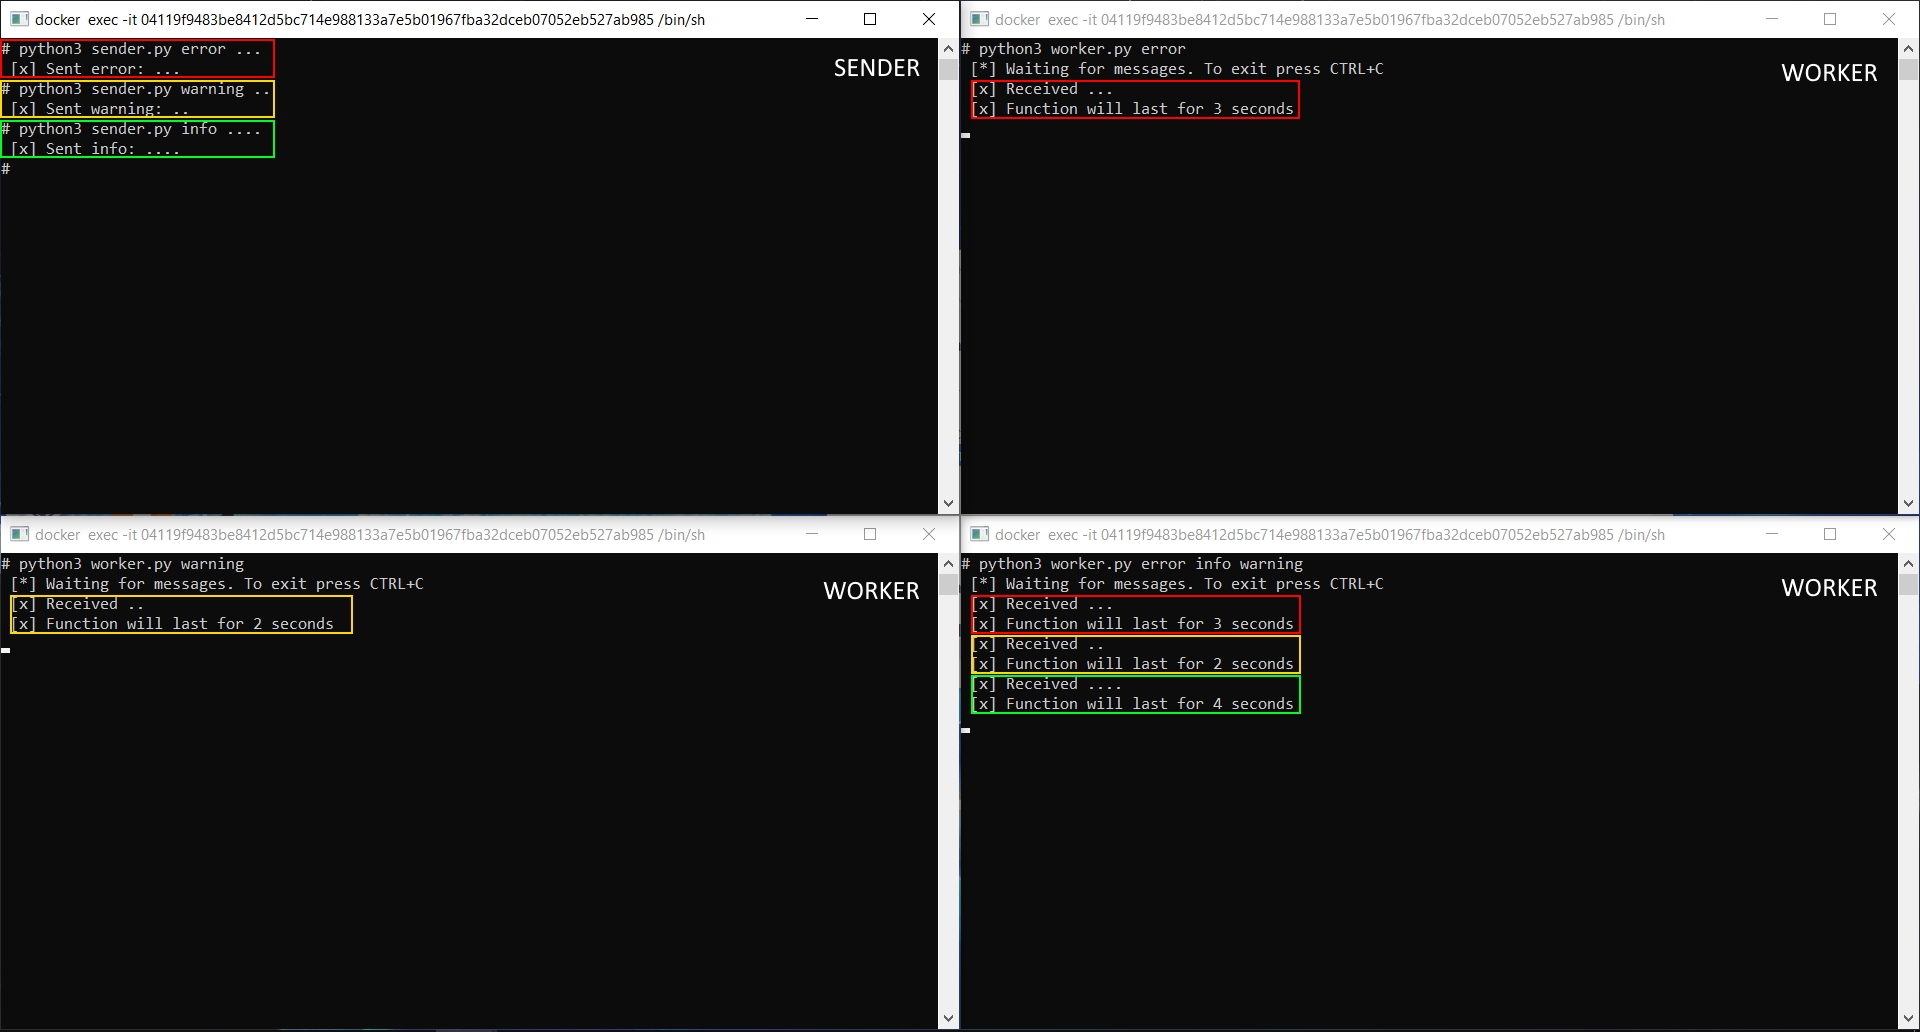 docker exec -it 04119f9483be8412d5bc714e988133a7e5b01967fba32dceb07052eb527ab985 /bin/sh
# python3 sender.py error ...
[x] Sent error: ...
# python3 sender.py warning ..
[x] Sent warning: ..
# python3 sender.py info ....
[x] Sent info: ....
#
SENDER
docker exec -it 04119f9483be8412d5bc714e988133a7e5b01967fba32dceb07052eb527ab985 /bin/sh
# python3 worker.py error
[*] Waiting for messages. To exit press CTRL+C
[x] Received ...
[x] Function will last for 3 seconds
WORKER
docker exec -it 04119f9483be8412d5bc714e988133a7e5b01967fba32dceb07052eb527ab985 /bin/sh
# python3 worker.py warning
[*] Waiting for messages. To exit press CTRL+C
[x] Received ..
[x] Function will last for 2 seconds
WORKER
docker exec -it 04119f9483be8412d5bc714e988133a7e5b01967fba32dceb07052eb527ab985 /bin/sh
# python3 worker.py error info warning
[*] Waiting for messages. To exit press CTRL+C
[x] Received ...
[x] Function will last for 3 seconds
[x] Received ..
[x] Function will last for 2 seconds
[x] Received ....
[x] Function will last for 4 seconds
WORKER